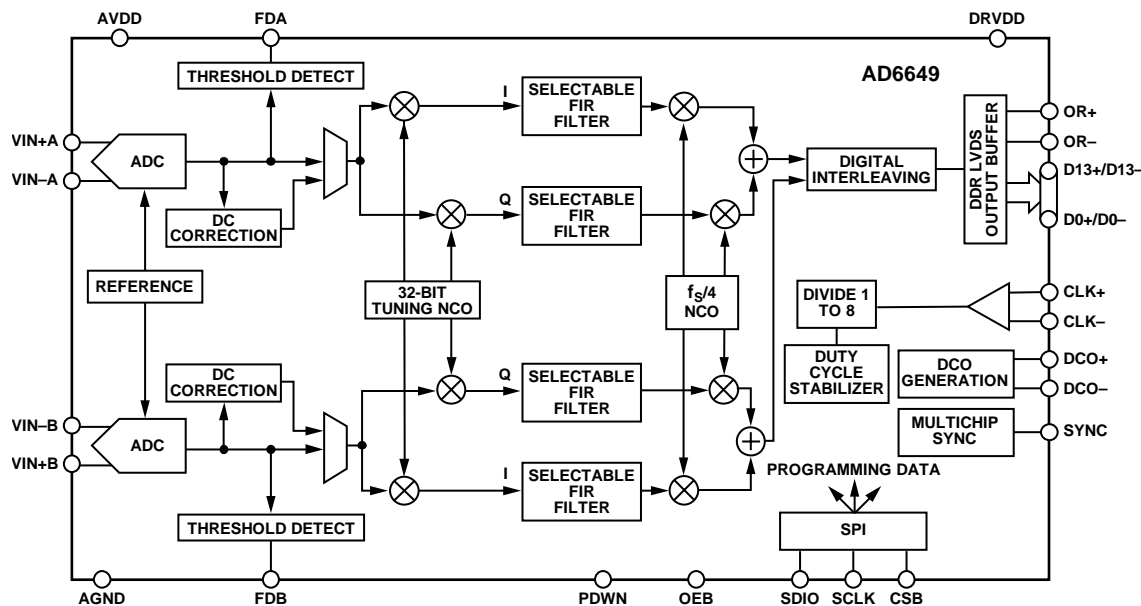 AVDD
FDA
DRVDD
THRESHOLD DETECT
AD6649
I
SELECTABLE
FIR
FILTER
VIN+A
VIN–A
ADC
DC
CORRECTION
Q
SELECTABLE
FIR
FILTER
DIGITAL
INTERLEAVING
DDR LVDS
OUTPUT BUFFER
OR+
OR–
D13+/D13–
D0+/D0–
REFERENCE
32-BIT
TUNING NCO
fS/4
NCO
DIVIDE 1
TO 8
CLK+
CLK–
DUTY
CYCLE
STABILIZER
DCO
GENERATION
DCO+
DCO–
DC
CORRECTION
Q
SELECTABLE
FIR
FILTER
VIN–B
VIN+B
ADC
MULTICHIP
SYNC
SYNC
I
SELECTABLE
FIR
FILTER
PROGRAMMING DATA
THRESHOLD DETECT
SPI
AGND
FDB
PDWN
OEB
SDIO
SCLK
CSB